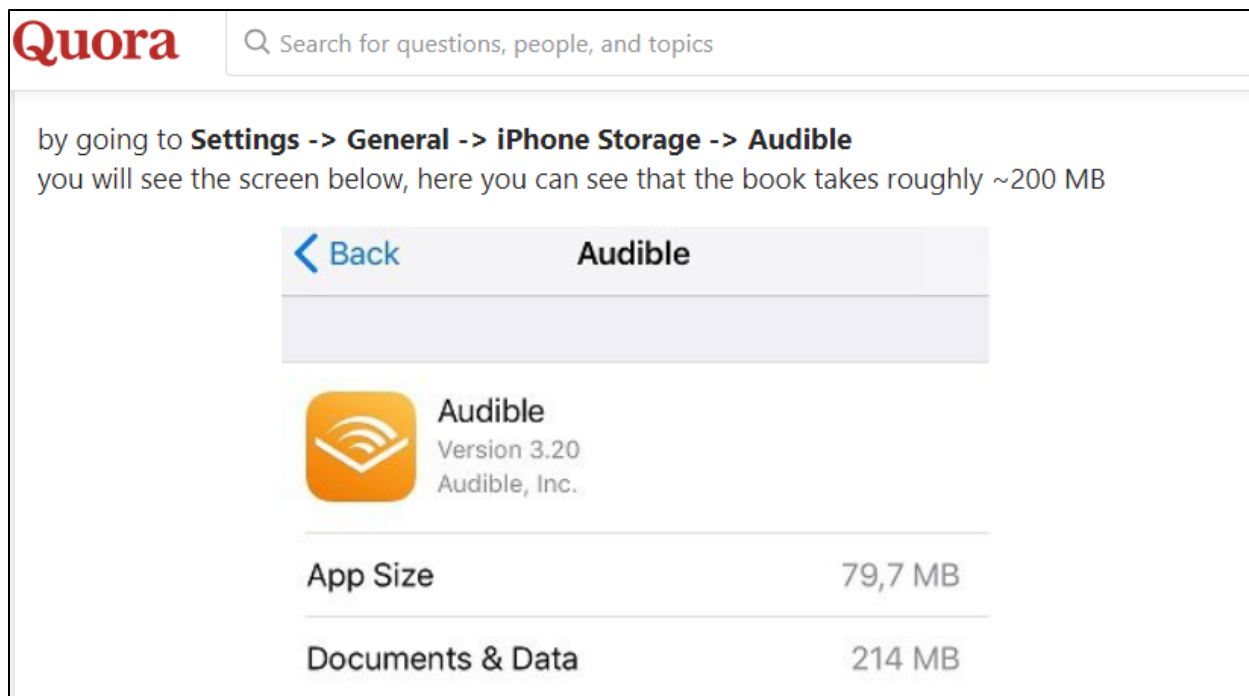 Quora
Search for questions, people, and topics
by going to Settings -> General -> iPhone Storage -> Audible
you will see the screen below, here you can see that the book takes roughly ~200 MB
Back
Audible
Audible
Version 3.20
Audible, Inc.
App Size 79,7 MB
Documents & Data 214 MB